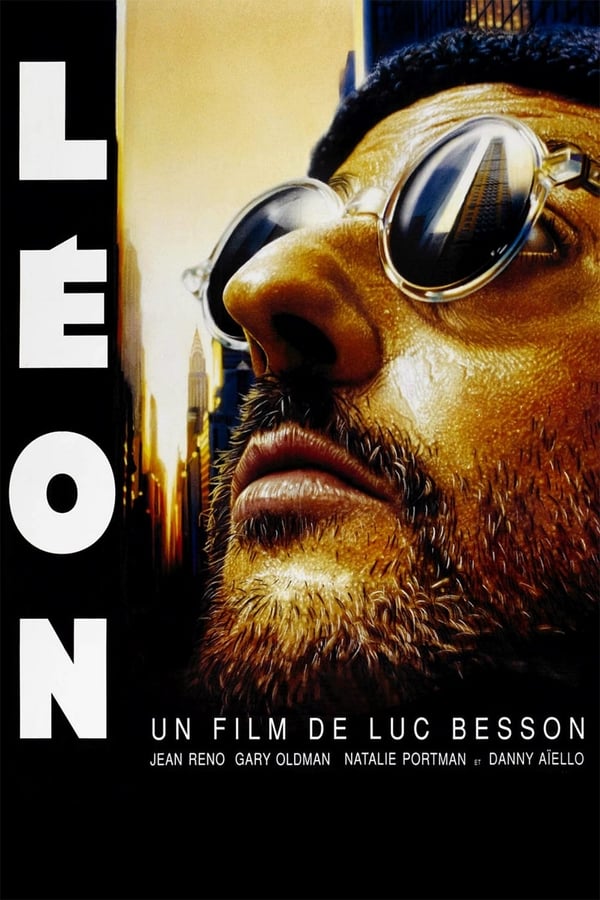 LÉON
UN FILM DE LUC BESSON
JEAN RENO GARY OLDMAN NATALIE PORTMAN ET DANNY AÏELLO